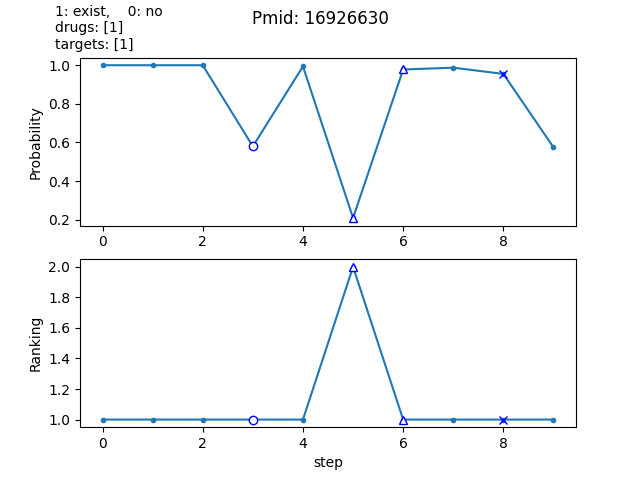 1: exist,    0: no
drugs: [1]
targets: [1]
Pmid: 16926630
Probability
1.0
0.8
0.6
0.4
0.2
0 2 4 6 8
Ranking
2.0
1.8
1.6
1.4
1.2
1.0
0 2 4 6 8
step